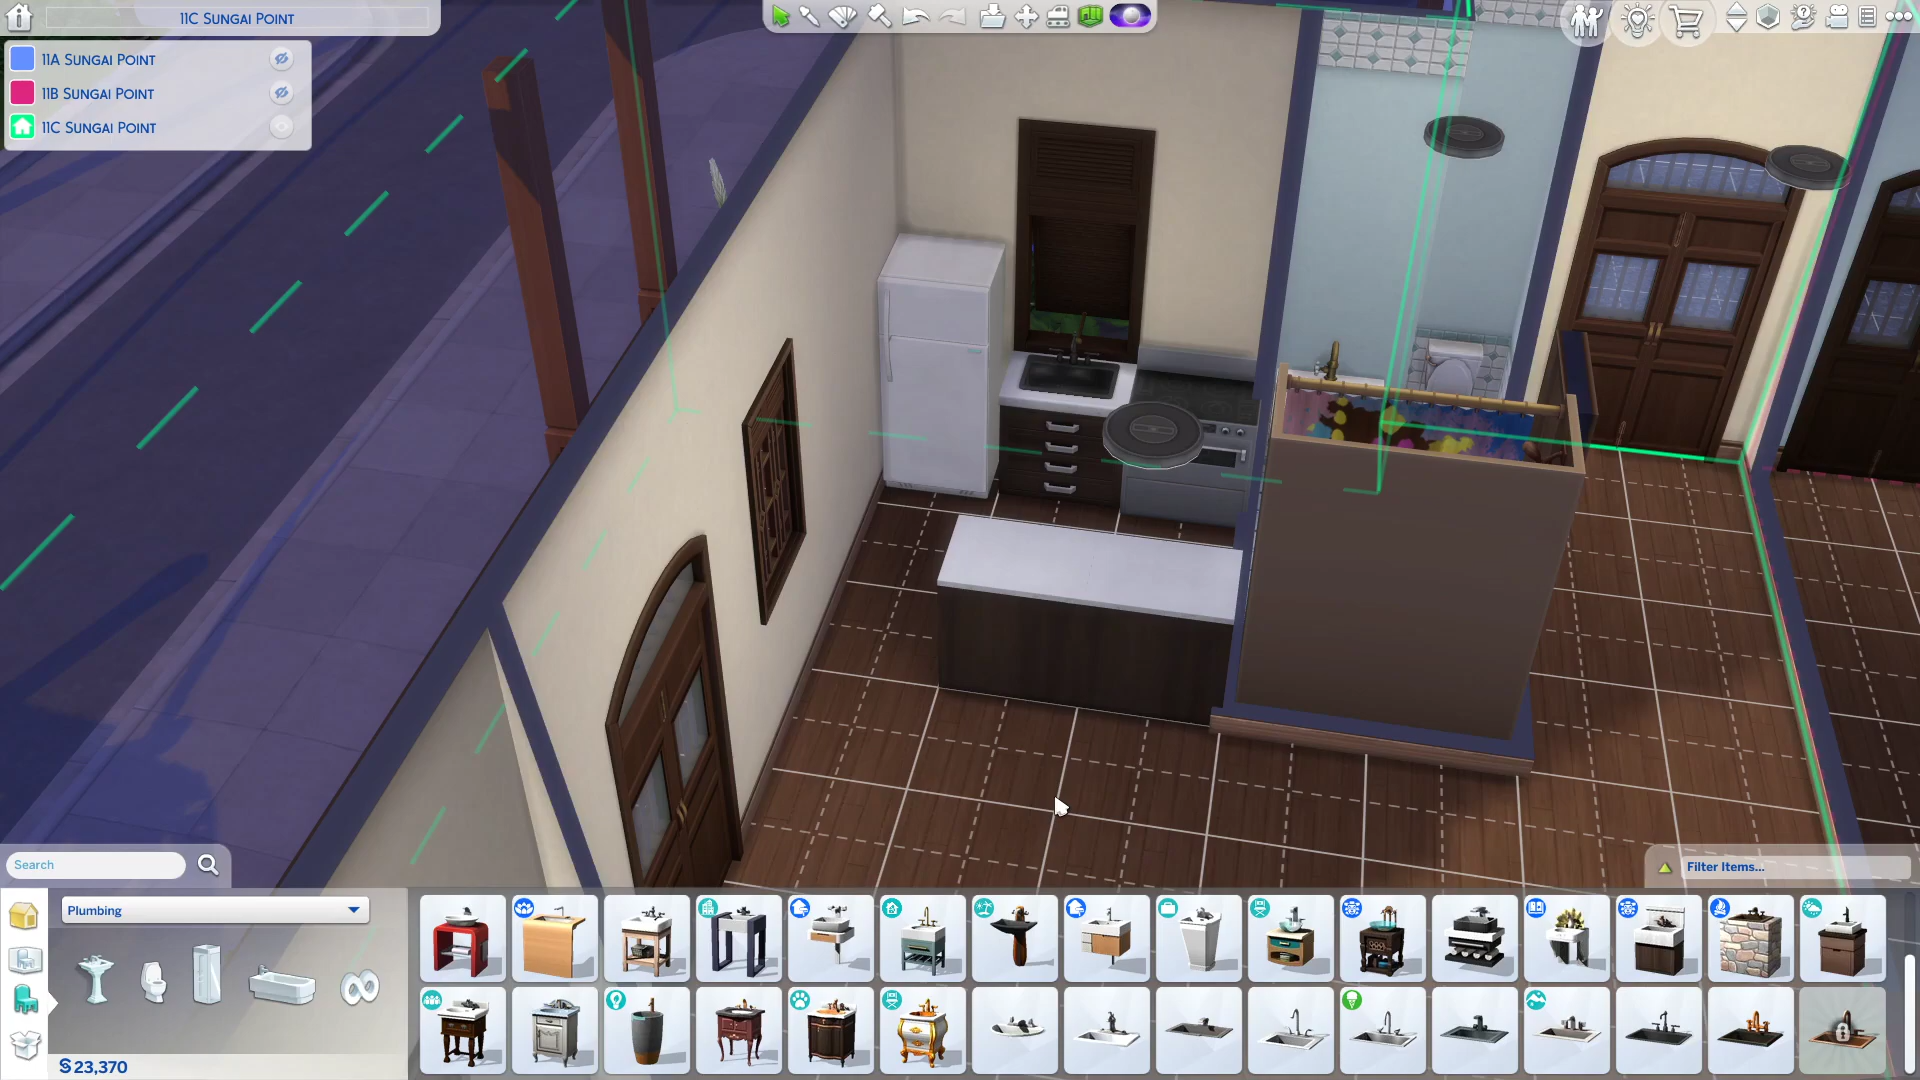 11C Sungai Point
11A Sungai Point
11B Sungai Point
11C Sungai Point
Search
Filter Items...
Plumbing
§23,370